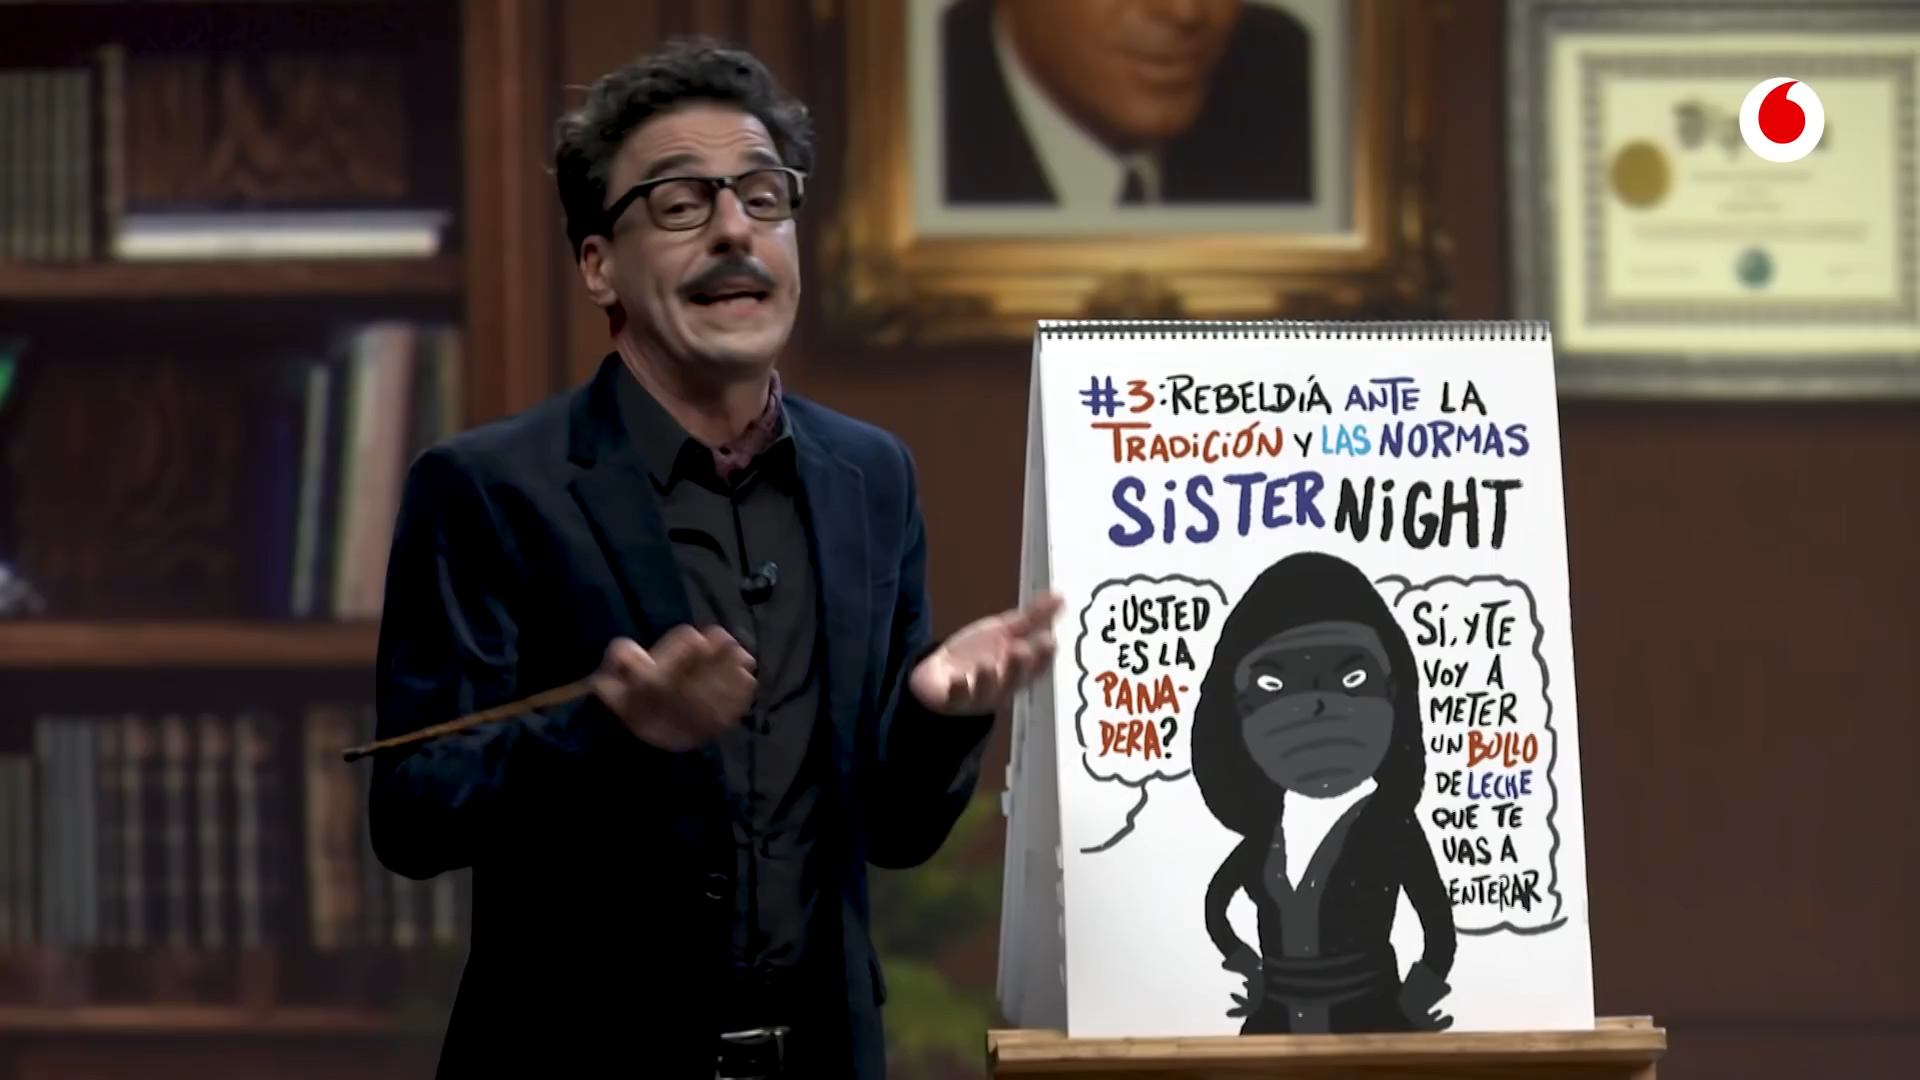 #3: REBELDÍA ANTE LA
TRADICIÓN Y LAS NORMAS
SISTER NIGHT
¿USTED
ES LA
PANA-
DERA?
SÍ, Y TE
VOY A
METER
UN BOLLO
DE LECHE
QUE TE
VAS A
ENTERAR